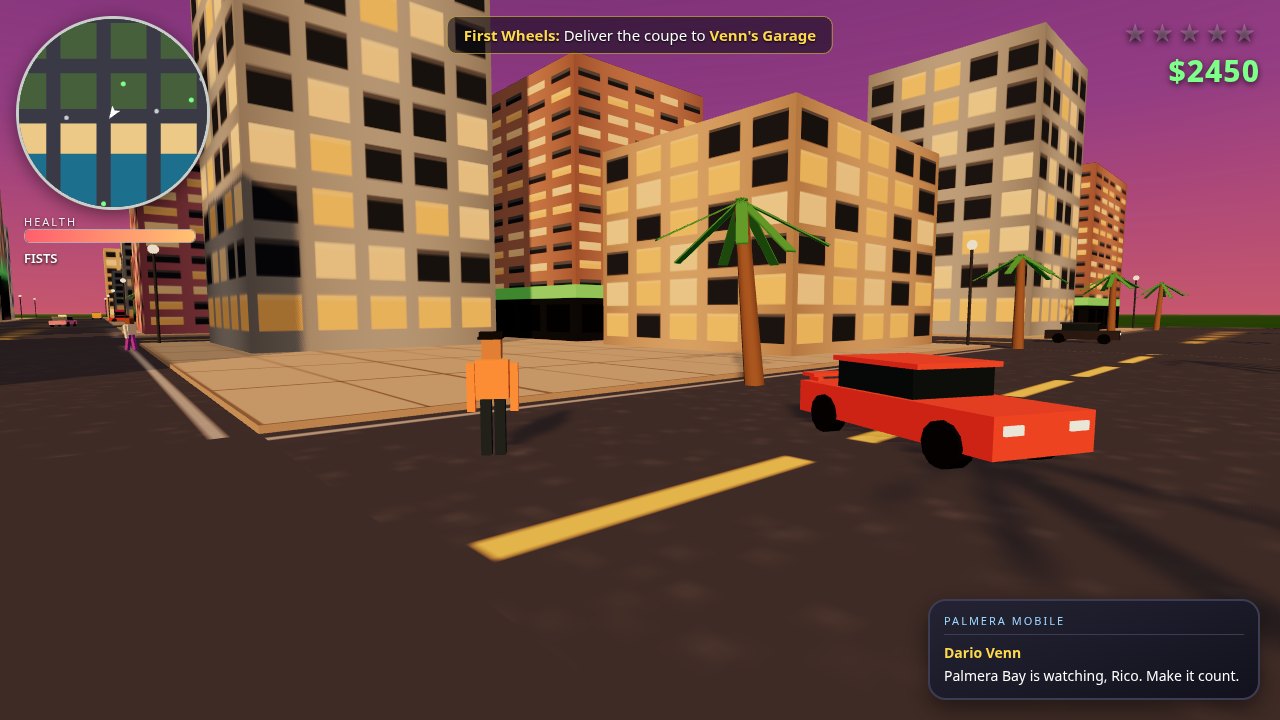 First Wheels: Deliver the coupe to Venn's Garage
$2450
HEALTH
FISTS
PALMERA MOBILE
Dario Venn
Palmera Bay is watching, Rico. Make it count.